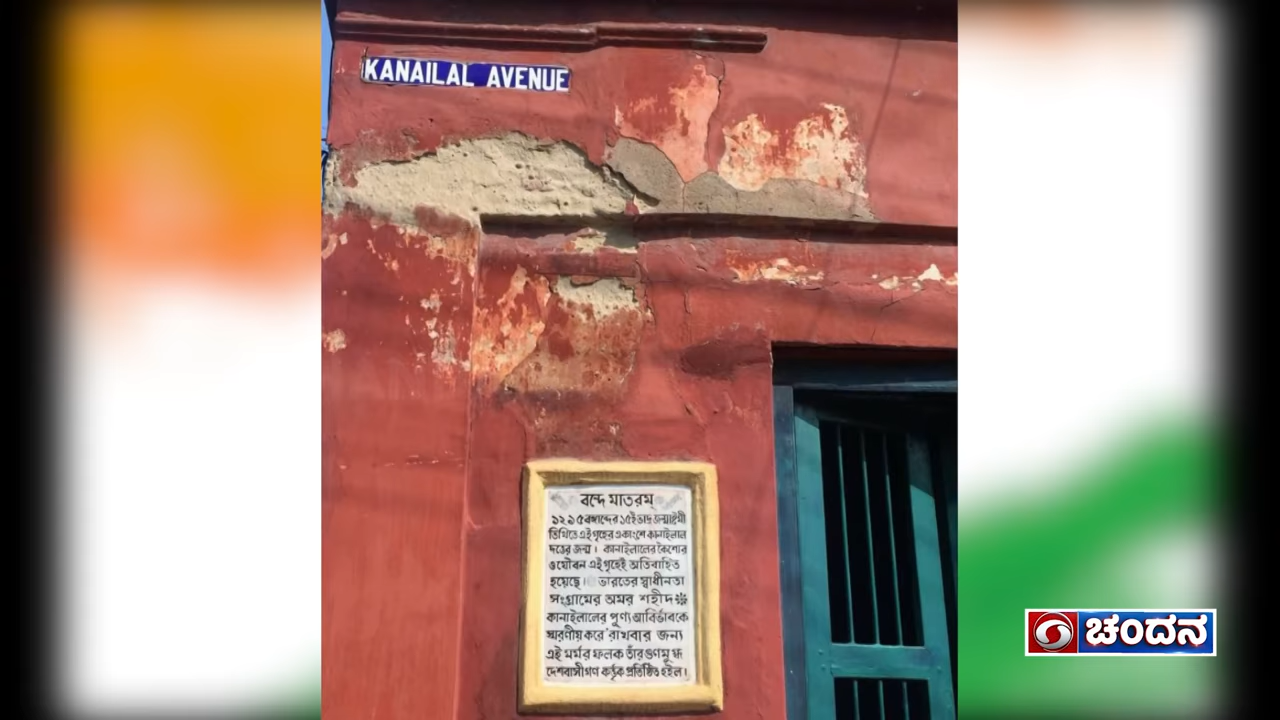 KANAILAL AVENUE
বন্দে মাতরম্
১২৯৫বঙ্গাব্দের ১৫ই ভাদ্র জন্মাষ্টমী
তিথিতে এই গৃহের একাংশে কানাইলাল
দত্তের জন্ম। কানাইলালের কৈশোর
ও যৌবন এই গৃহেই অতিবাহিত
হয়েছে। ভারতের স্বাধীনতা
সংগ্রামের অমর শহীদ
কানাইলালের পুণ্য আবির্ভাবকে
স্মরণীয় করে রাখবার জন্য
এই মর্মর ফলক তাঁর গুণমুগ্ধ
দেশবাসীগণ কর্তৃক প্রতিষ্ঠিত হইল।
ಚಂದನ